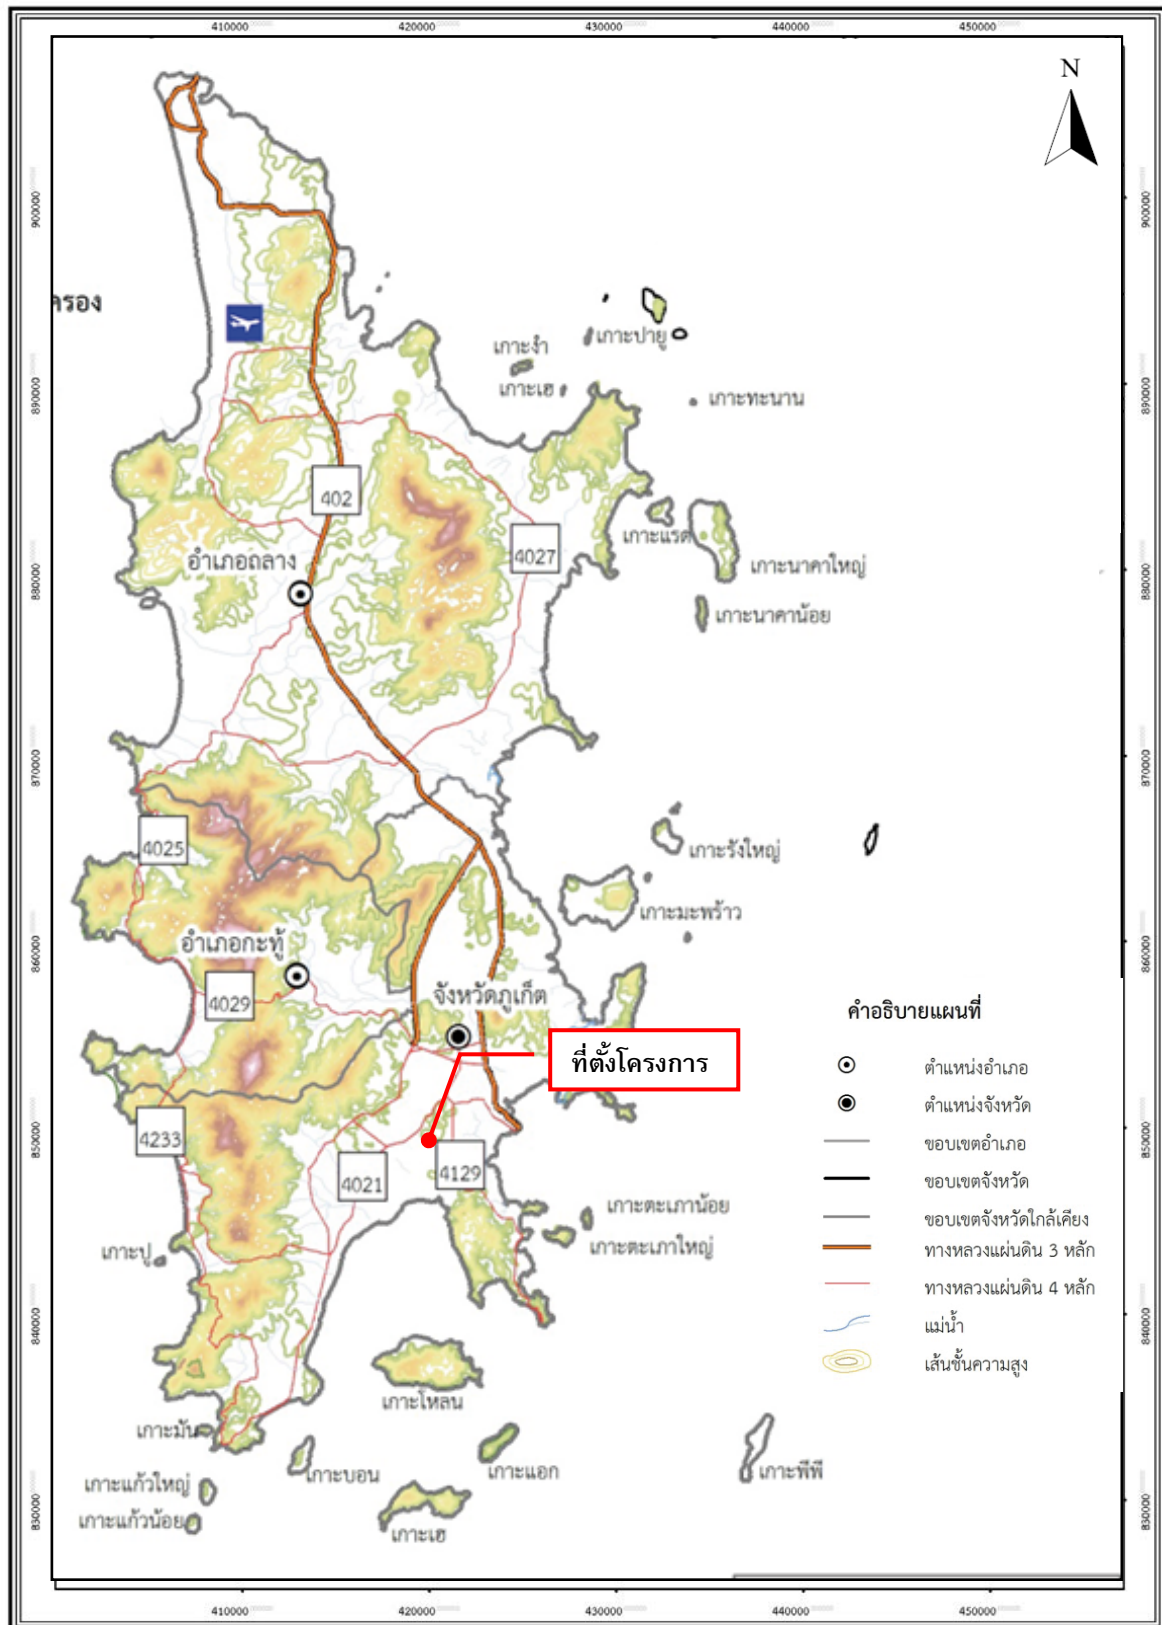 410000 420000 430000 440000 450000
N
900000 900000
ครอง
เกาะปายู
เกาะงำ
890000 เกาะเฮ เกาะทะนาน 890000
402
เกาะแรด
4027
อำเภอถลาง เกาะนาคาใหญ่
880000 880000
เกาะนาคาน้อย
870000 870000
4025 เกาะรังใหญ่
เกาะมะพร้าว
อำเภอกะทู้
860000 860000
4029 จังหวัดภูเก็ต
คำอธิบายแผนที่
ที่ตั้งโครงการ
ตำแหน่งอำเภอ
ตำแหน่งจังหวัด
850000 4233 ขอบเขตอำเภอ 850000
4021 4129
ขอบเขตจังหวัด
เกาะตะเภาน้อย
ขอบเขตจังหวัดใกล้เคียง
เกาะปู เกาะตะเภาใหญ่
ทางหลวงแผ่นดิน 3 หลัก
ทางหลวงแผ่นดิน 4 หลัก
840000 แม่น้ำ 840000
เส้นชั้นความสูง
เกาะโหลน
เกาะมัน
เกาะบอน เกาะแอก เกาะพีพี
เกาะแก้วใหญ่
830000 830000
เกาะแก้วน้อย
เกาะเฮ
410000 420000 430000 440000 450000